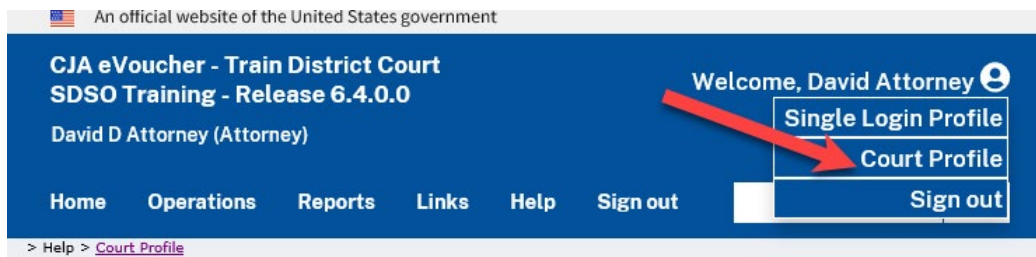 An official website of the United States government
CJA eVoucher - Train District Court
SDSO Training - Release 6.4.0.0
Welcome, David Attorney
David D Attorney (Attorney)
Single Login Profile
Court Profile
Sign out
Home Operations Reports Links Help Sign out
> Help > Court Profile